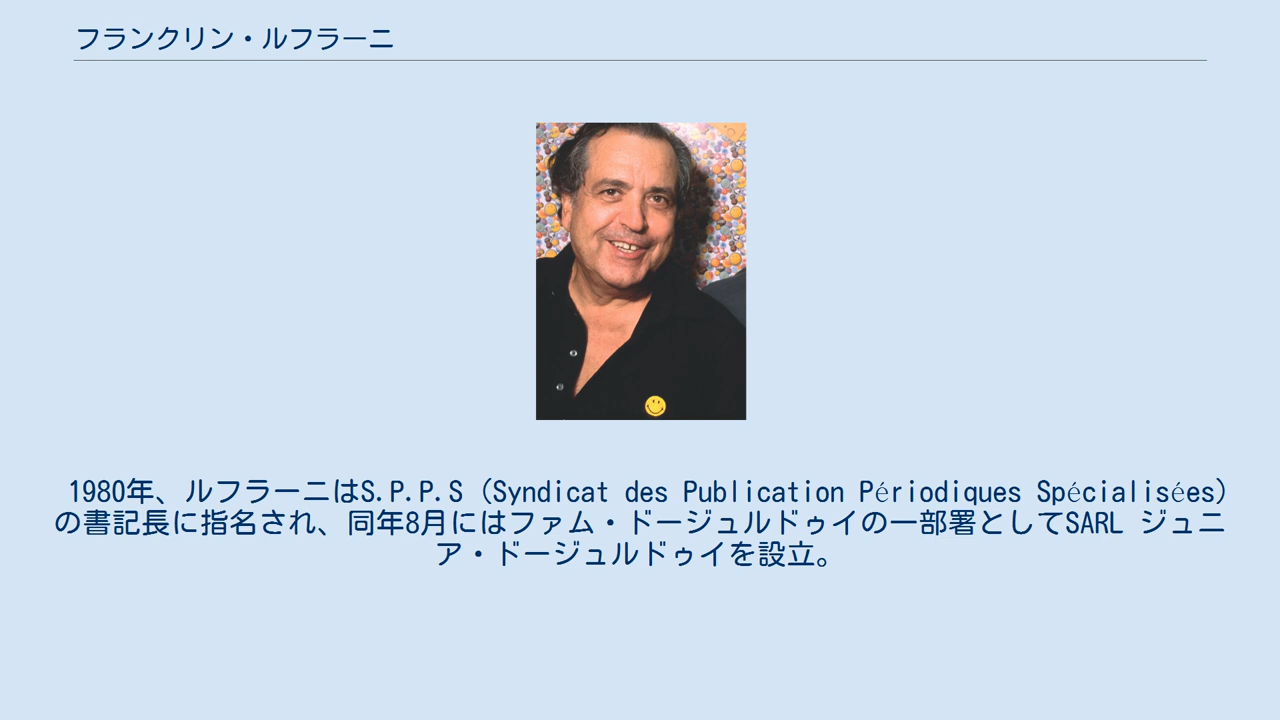 フランクリン・ルフラーニ
1980年、ルフラーニはS.P.P.S（Syndicat des Publication Périodiques Spécialisées）
の書記長に指名され、同年8月にはファム・ドージュルドゥイの一部署としてSARL ジュニ
ア・ドージュルドゥイを設立。